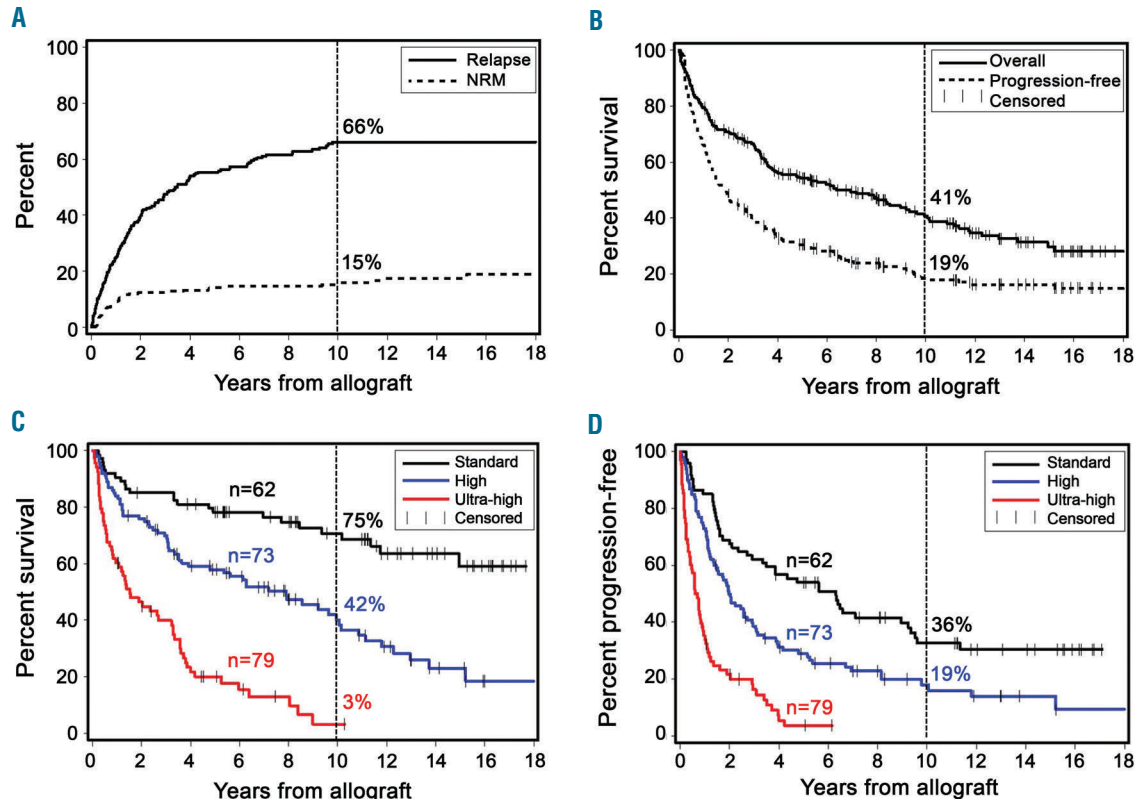 A
100
80
60
40
20
0
Percent
Relapse
NRM
66%
15%
0 2 4 6 8 10 12 14 16 18
Years from allograft
B
100
80
60
40
20
0
Percent survival
Overall
Progression-free
Censored
41%
19%
0 2 4 6 8 10 12 14 16 18
Years from allograft
C
100
80
60
40
20
0
Percent survival
Standard
High
Ultra-high
Censored
n=62
75%
n=73
42%
n=79
3%
0 2 4 6 8 10 12 14 16 18
Years from allograft
D
100
80
60
40
20
0
Percent progression-free
Standard
High
Ultra-high
Censored
n=62
36%
n=73
19%
n=79
0 2 4 6 8 10 12 14 16 18
Years from allograft